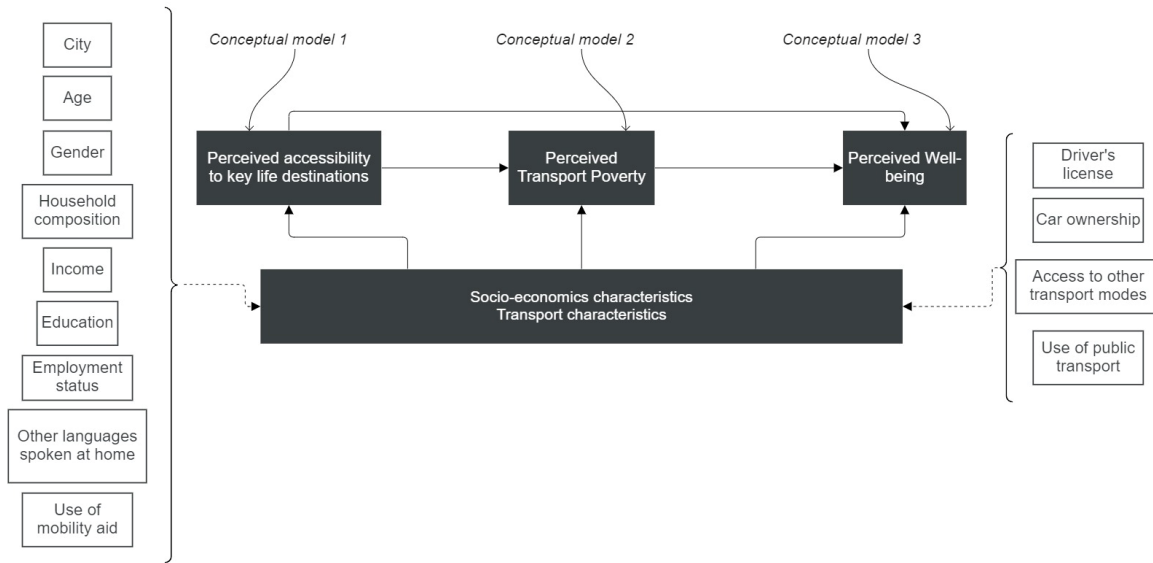 City
Age
Gender
Household
composition
Income
Education
Employment
status
Other languages
spoken at home
Use of
mobility aid
Conceptual model 1
Conceptual model 2
Conceptual model 3
Perceived accessibility
to key life destinations
Perceived
Transport Poverty
Perceived Well-
being
Socio-economics characteristics
Transport characteristics
Driver's
license
Car ownership
Access to other
transport modes
Use of public
transport